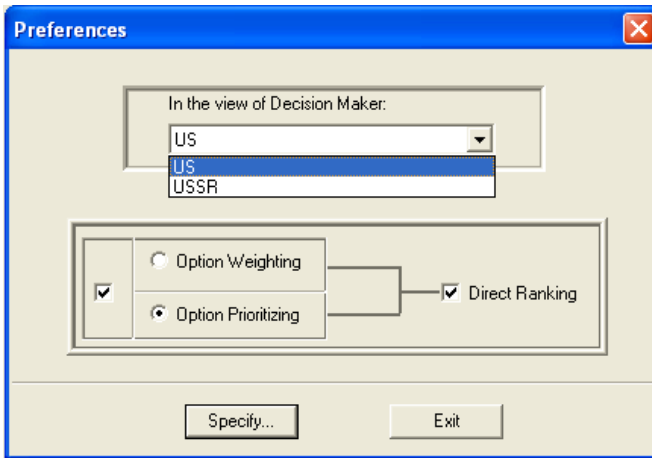 Preferences
In the view of Decision Maker:
US
US
USSR
Option Weighting
Option Prioritizing
Direct Ranking
Specify...
Exit